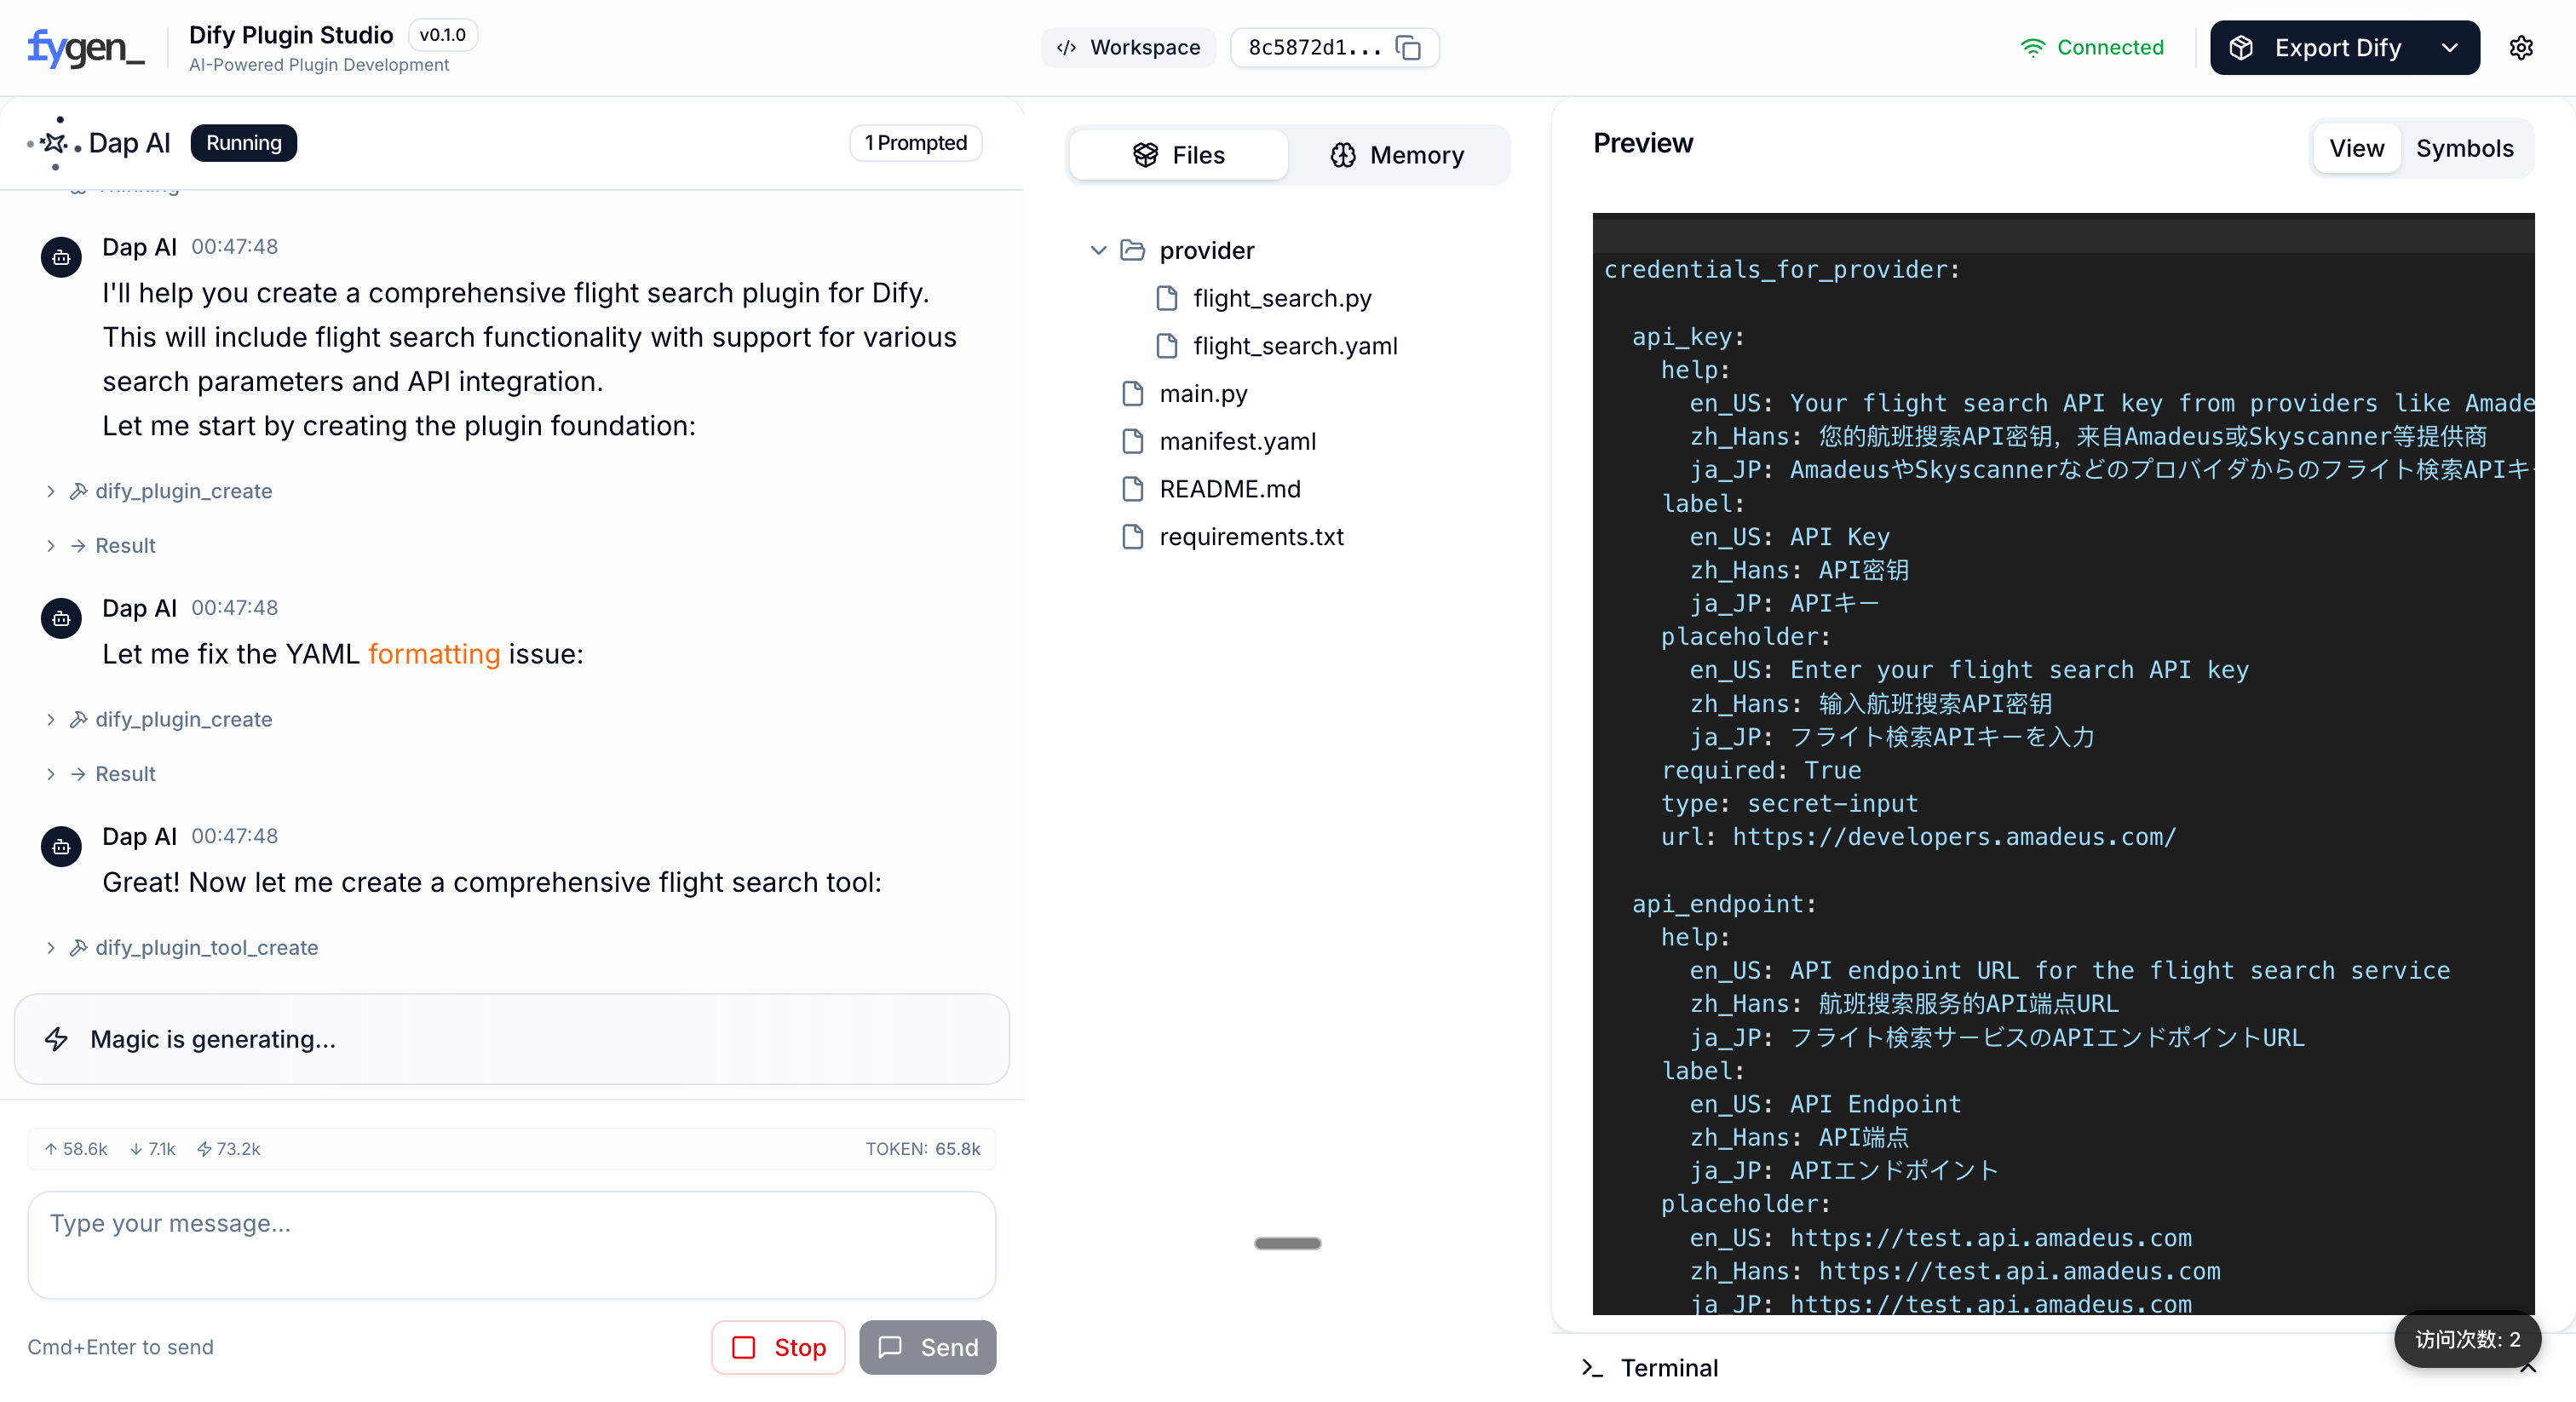 fygen_
Dify Plugin Studio
v0.1.0
AI-Powered Plugin Development
Workspace
8c5872d1...
Connected
Export Dify
Dap AI
Running
1 Prompted
Thinking
Dap AI 00:47:48
I'll help you create a comprehensive flight search plugin for Dify.
This will include flight search functionality with support for various
search parameters and API integration.
Let me start by creating the plugin foundation:
dify_plugin_create
Result
Dap AI 00:47:48
Let me fix the YAML formatting issue:
dify_plugin_create
Result
Dap AI 00:47:48
Great! Now let me create a comprehensive flight search tool:
dify_plugin_tool_create
Magic is generating...
58.6k 7.1k 73.2k TOKEN: 65.8k
Type your message...
Cmd+Enter to send
Stop
Send
Files
Memory
provider
flight_search.py
flight_search.yaml
main.py
manifest.yaml
README.md
requirements.txt
Preview
View
Symbols
credentials_for_provider:
api_key:
help:
en_US: Your flight search API key from providers like Amade
zh_Hans: 您的航班搜索API密钥，来自Amadeus或Skyscanner等提供商
ja_JP: AmadeusやSkyscannerなどのプロバイダからのフライト検索APIキ
label:
en_US: API Key
zh_Hans: API密钥
ja_JP: APIキー
placeholder:
en_US: Enter your flight search API key
zh_Hans: 输入航班搜索API密钥
ja_JP: フライト検索APIキーを入力
required: True
type: secret-input
url: https://developers.amadeus.com/
api_endpoint:
help:
en_US: API endpoint URL for the flight search service
zh_Hans: 航班搜索服务的API端点URL
ja_JP: フライト検索サービスのAPIエンドポイントURL
label:
en_US: API Endpoint
zh_Hans: API端点
ja_JP: APIエンドポイント
placeholder:
en_US: https://test.api.amadeus.com
zh_Hans: https://test.api.amadeus.com
ja_JP: https://test.api.amadeus.com
访问次数: 2
Terminal